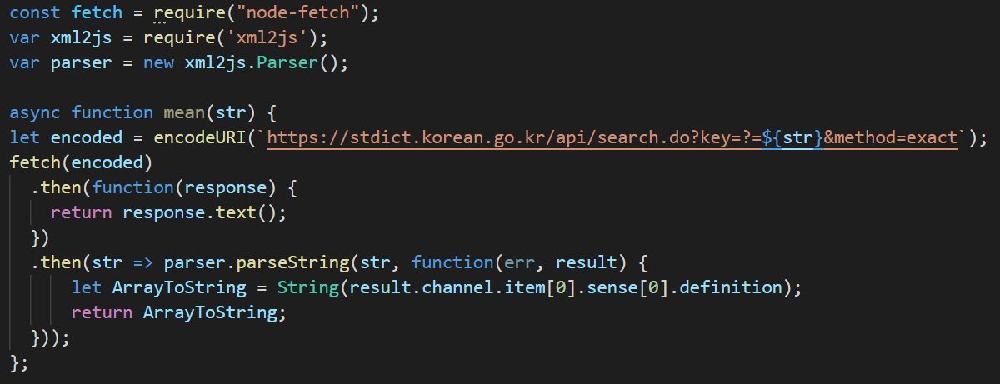 const fetch = require("node-fetch");
var xml2js = require('xml2js');
var parser = new xml2js.Parser();

async function mean(str) {
let encoded = encodeURI(`https://stdict.korean.go.kr/api/search.do?key=?=${str}&method=exact`);
fetch(encoded)
  .then(function(response) {
    return response.text();
  })
  .then(str => parser.parseString(str, function(err, result) {
      let ArrayToString = String(result.channel.item[0].sense[0].definition);
      return ArrayToString;
  }));
};